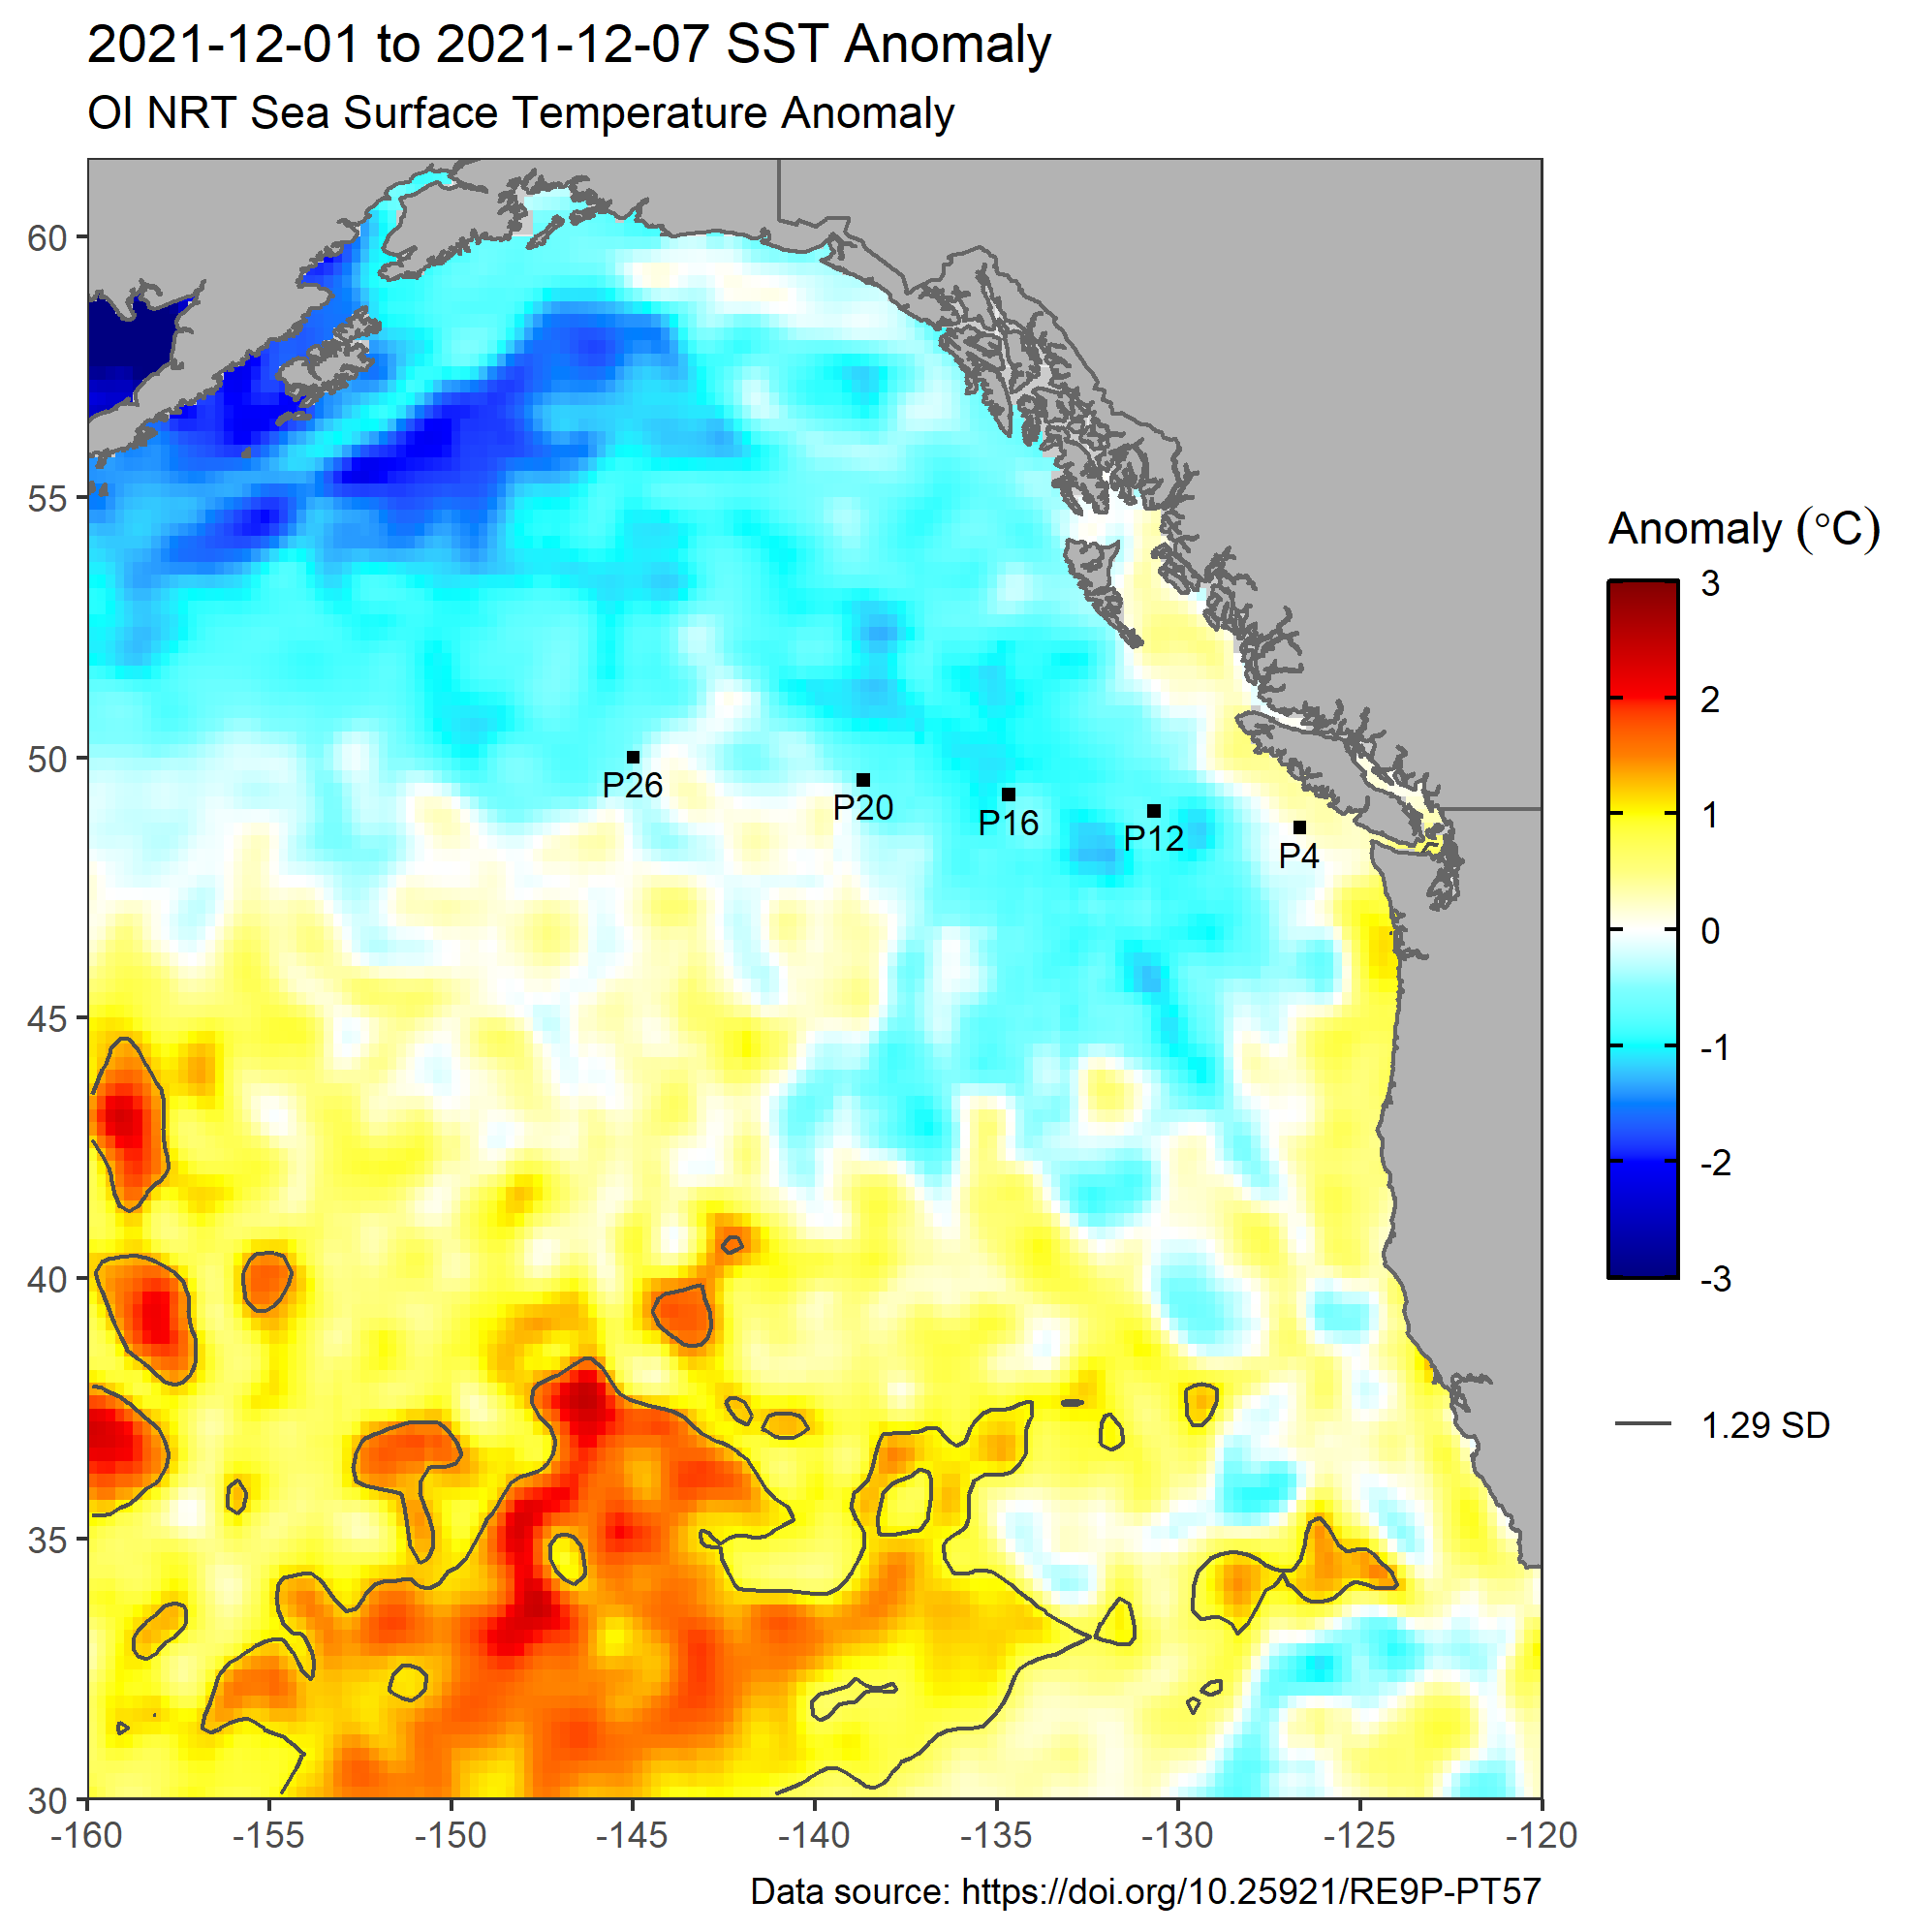 2021-12-01 to 2021-12-07 SST Anomaly
OI NRT Sea Surface Temperature Anomaly
60
55
50
45
40
35
30
-160
-155
-150
-145
-140
-135
-130
-125
-120
P26
P20
P16
P12
P4
Anomaly (°C)
3
2
1
0
-1
-2
-3
1.29 SD
Data source: https://doi.org/10.25921/RE9P-PT57